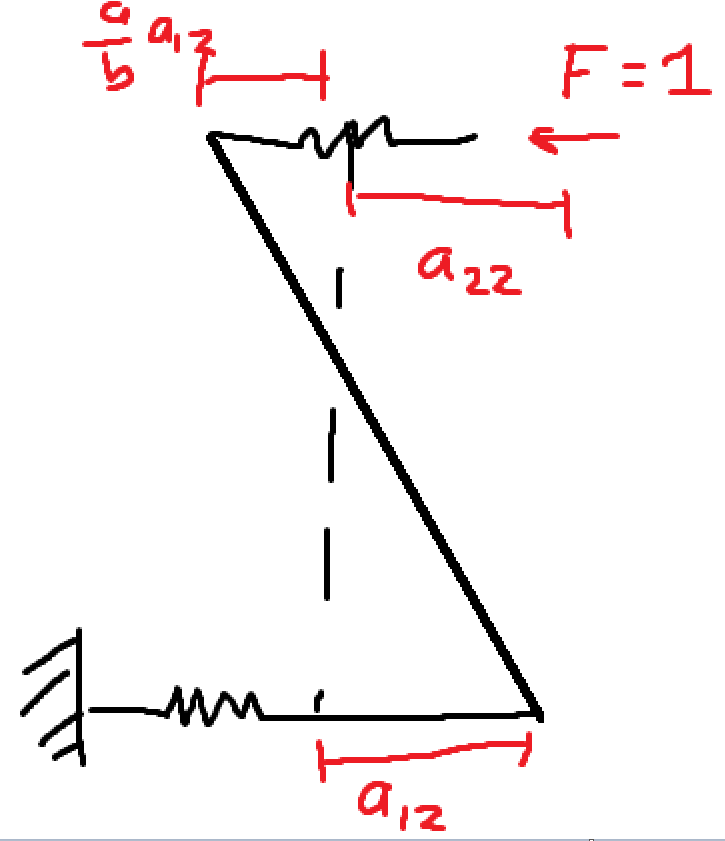 a/b a₁₂
F = 1
a₂₂
a₁₂